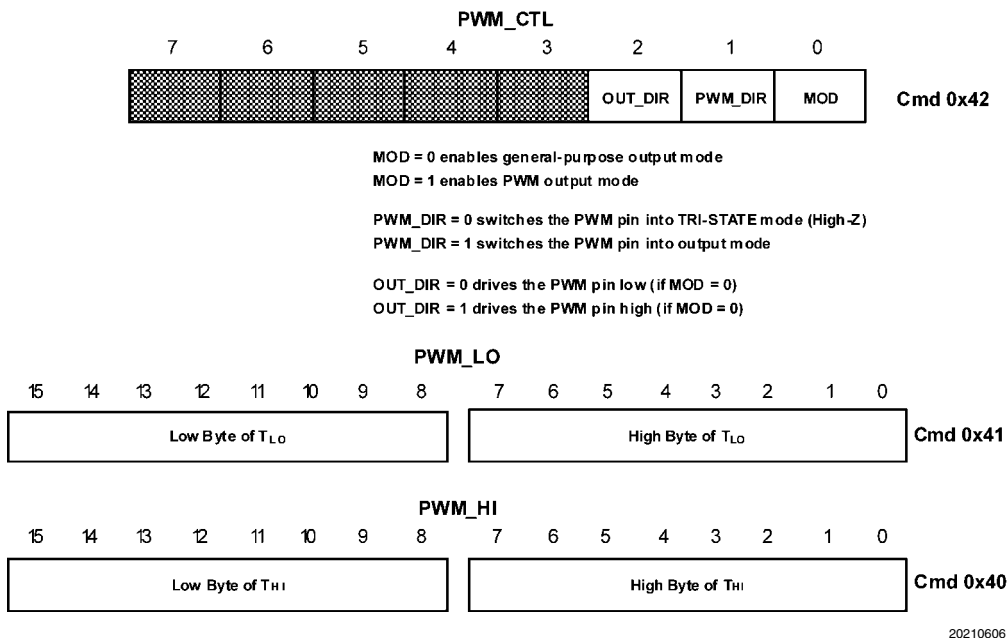 PWM_CTL
7 6 5 4 3 2 1 0
OUT_DIR PWM_DIR MOD Cmd 0x42
MOD = 0 enables general-purpose output mode
MOD = 1 enables PWM output mode
PWM_DIR = 0 switches the PWM pin into TRI-STATE mode (High-Z)
PWM_DIR = 1 switches the PWM pin into output mode
OUT_DIR = 0 drives the PWM pin low (if MOD = 0)
OUT_DIR = 1 drives the PWM pin high (if MOD = 0)
PWM_LO
15 14 13 12 11 10 9 8 7 6 5 4 3 2 1 0
Low Byte of TLO High Byte of TLO Cmd 0x41
PWM_HI
15 14 13 12 11 10 9 8 7 6 5 4 3 2 1 0
Low Byte of THI High Byte of THI Cmd 0x40
20210606